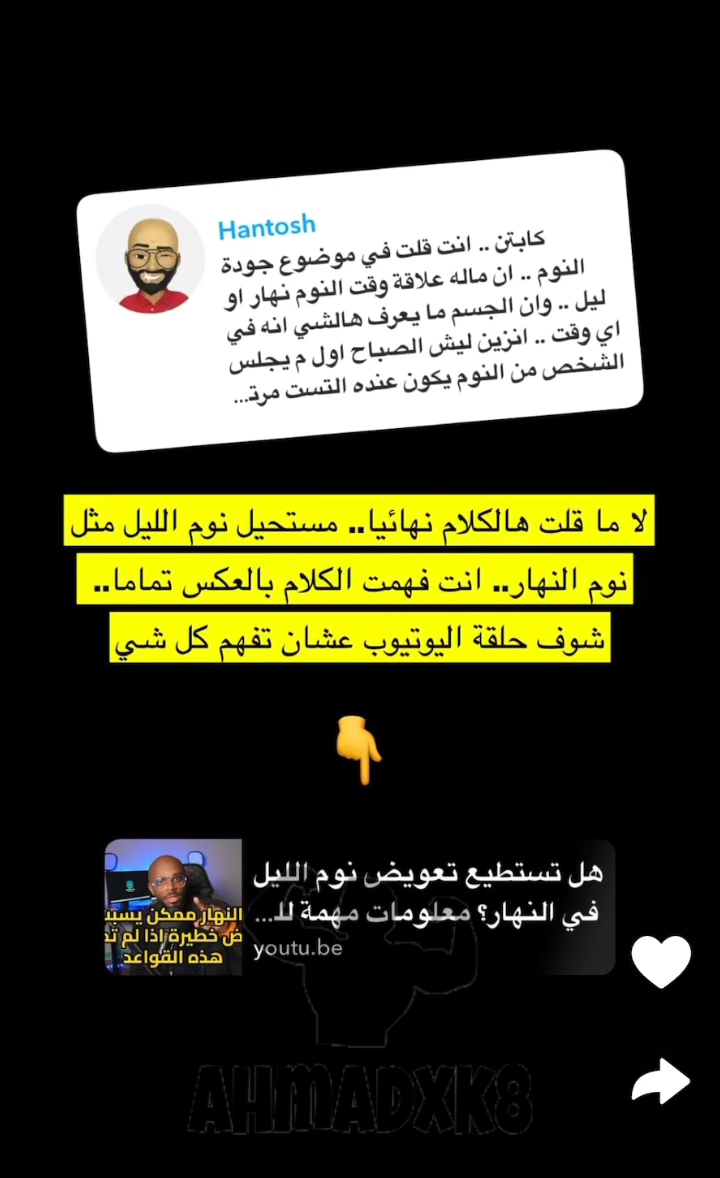 Hantosh
كابتن .. انت قلت في موضوع جودة
النوم .. ان ماله علاقة وقت النوم نهار او
ليل .. وان الجسم ما يعرف هالشي انه في
اي وقت .. انزين ليش الصباح اول م يجلس
الشخص من النوم يكون عنده التست مرتـ...
لا ما قلت هالكلام نهائيا.. مستحيل نوم الليل مثل
نوم النهار.. انت فهمت الكلام بالعكس تماما..
شوف حلقة اليوتيوب عشان تفهم كل شي
هل تستطيع تعويض نوم الليل
في النهار؟ معلومات مهمة للـ...
youtu.be
النهار ممكن يسبب
ض خطيرة اذا لم تط
هذه القواعد
AHMADXK8